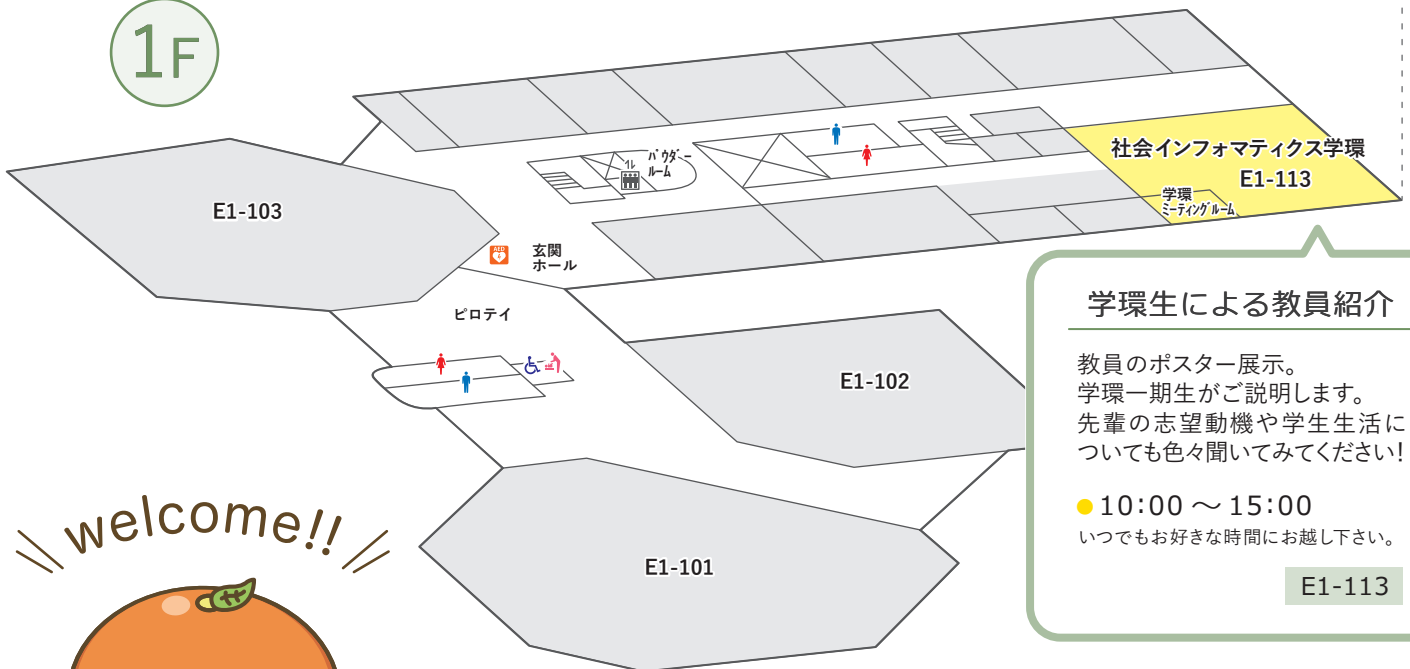 1F
パウダー
ルーム
社会インフォマティクス学環
E1-113
学環
ミーティングルーム
E1-103
AED
玄関
ホール
ピロティ
E1-102
E1-101
学環生による教員紹介
教員のポスター展示。
学環一期生がご説明します。
先輩の志望動機や学生生活に
ついても色々聞いてみてください!
10:00 ～ 15:00
いつでもお好きな時間にお越し下さい。
E1-113
welcome!!